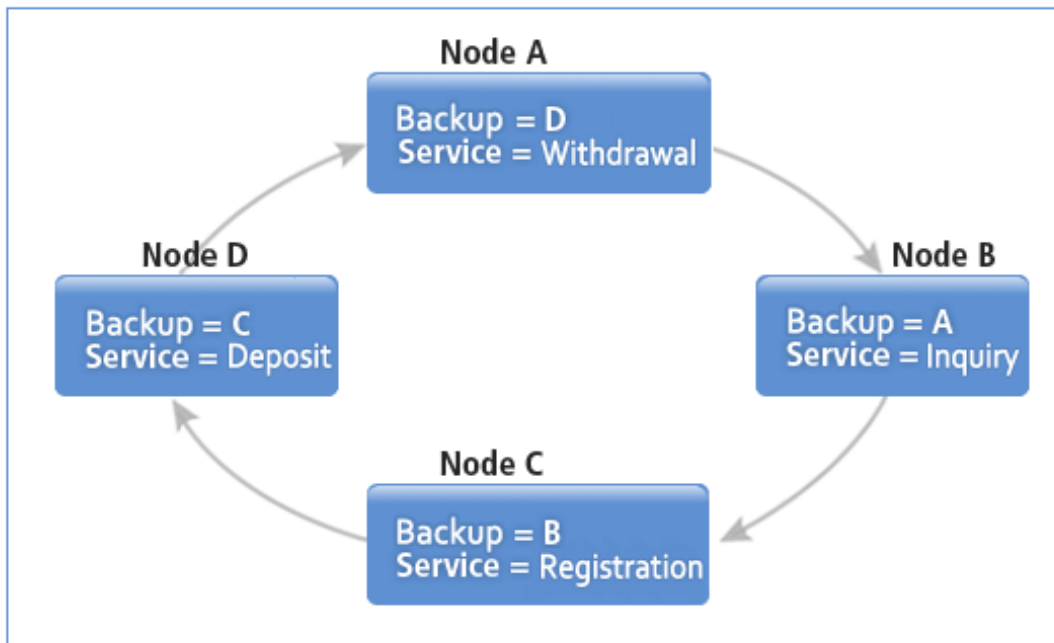 Node A
Backup = D
Service = Withdrawal
Node D
Backup = C
Service = Deposit
Node B
Backup = A
Service = Inquiry
Node C
Backup = B
Service = Registration